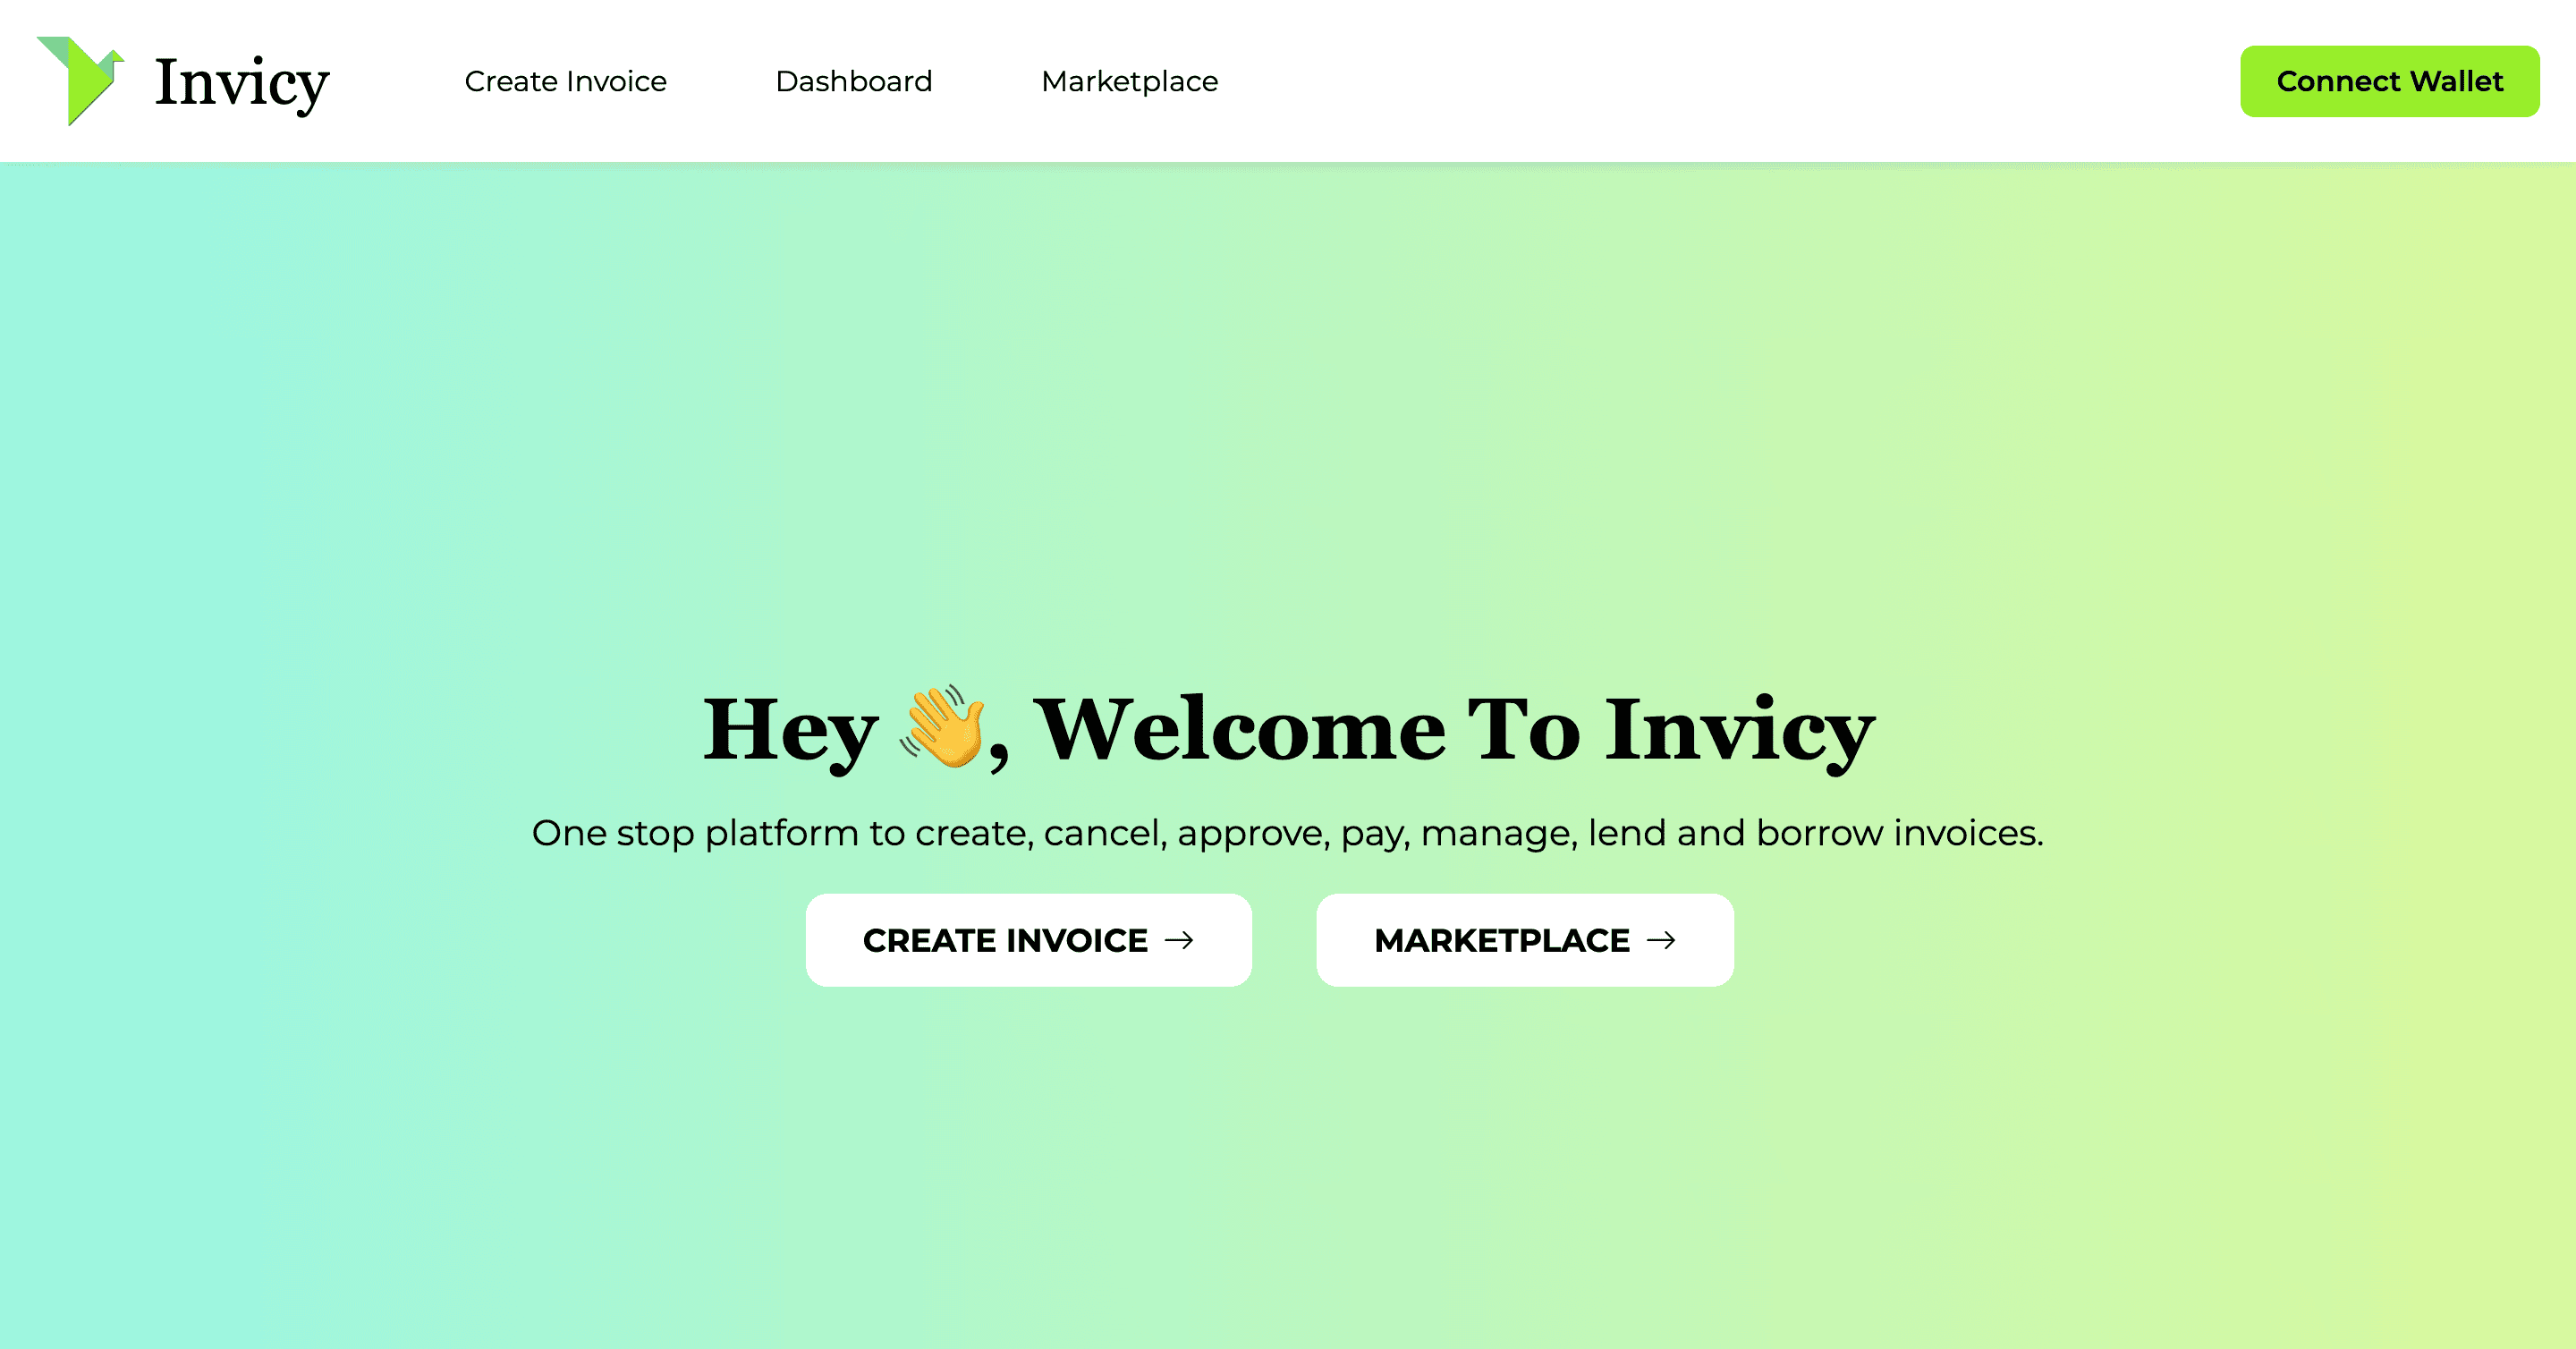 Invicy
Create Invoice
Dashboard
Marketplace
Connect Wallet
Hey 👋, Welcome To Invicy
One stop platform to create, cancel, approve, pay, manage, lend and borrow invoices.
CREATE INVOICE →
MARKETPLACE →